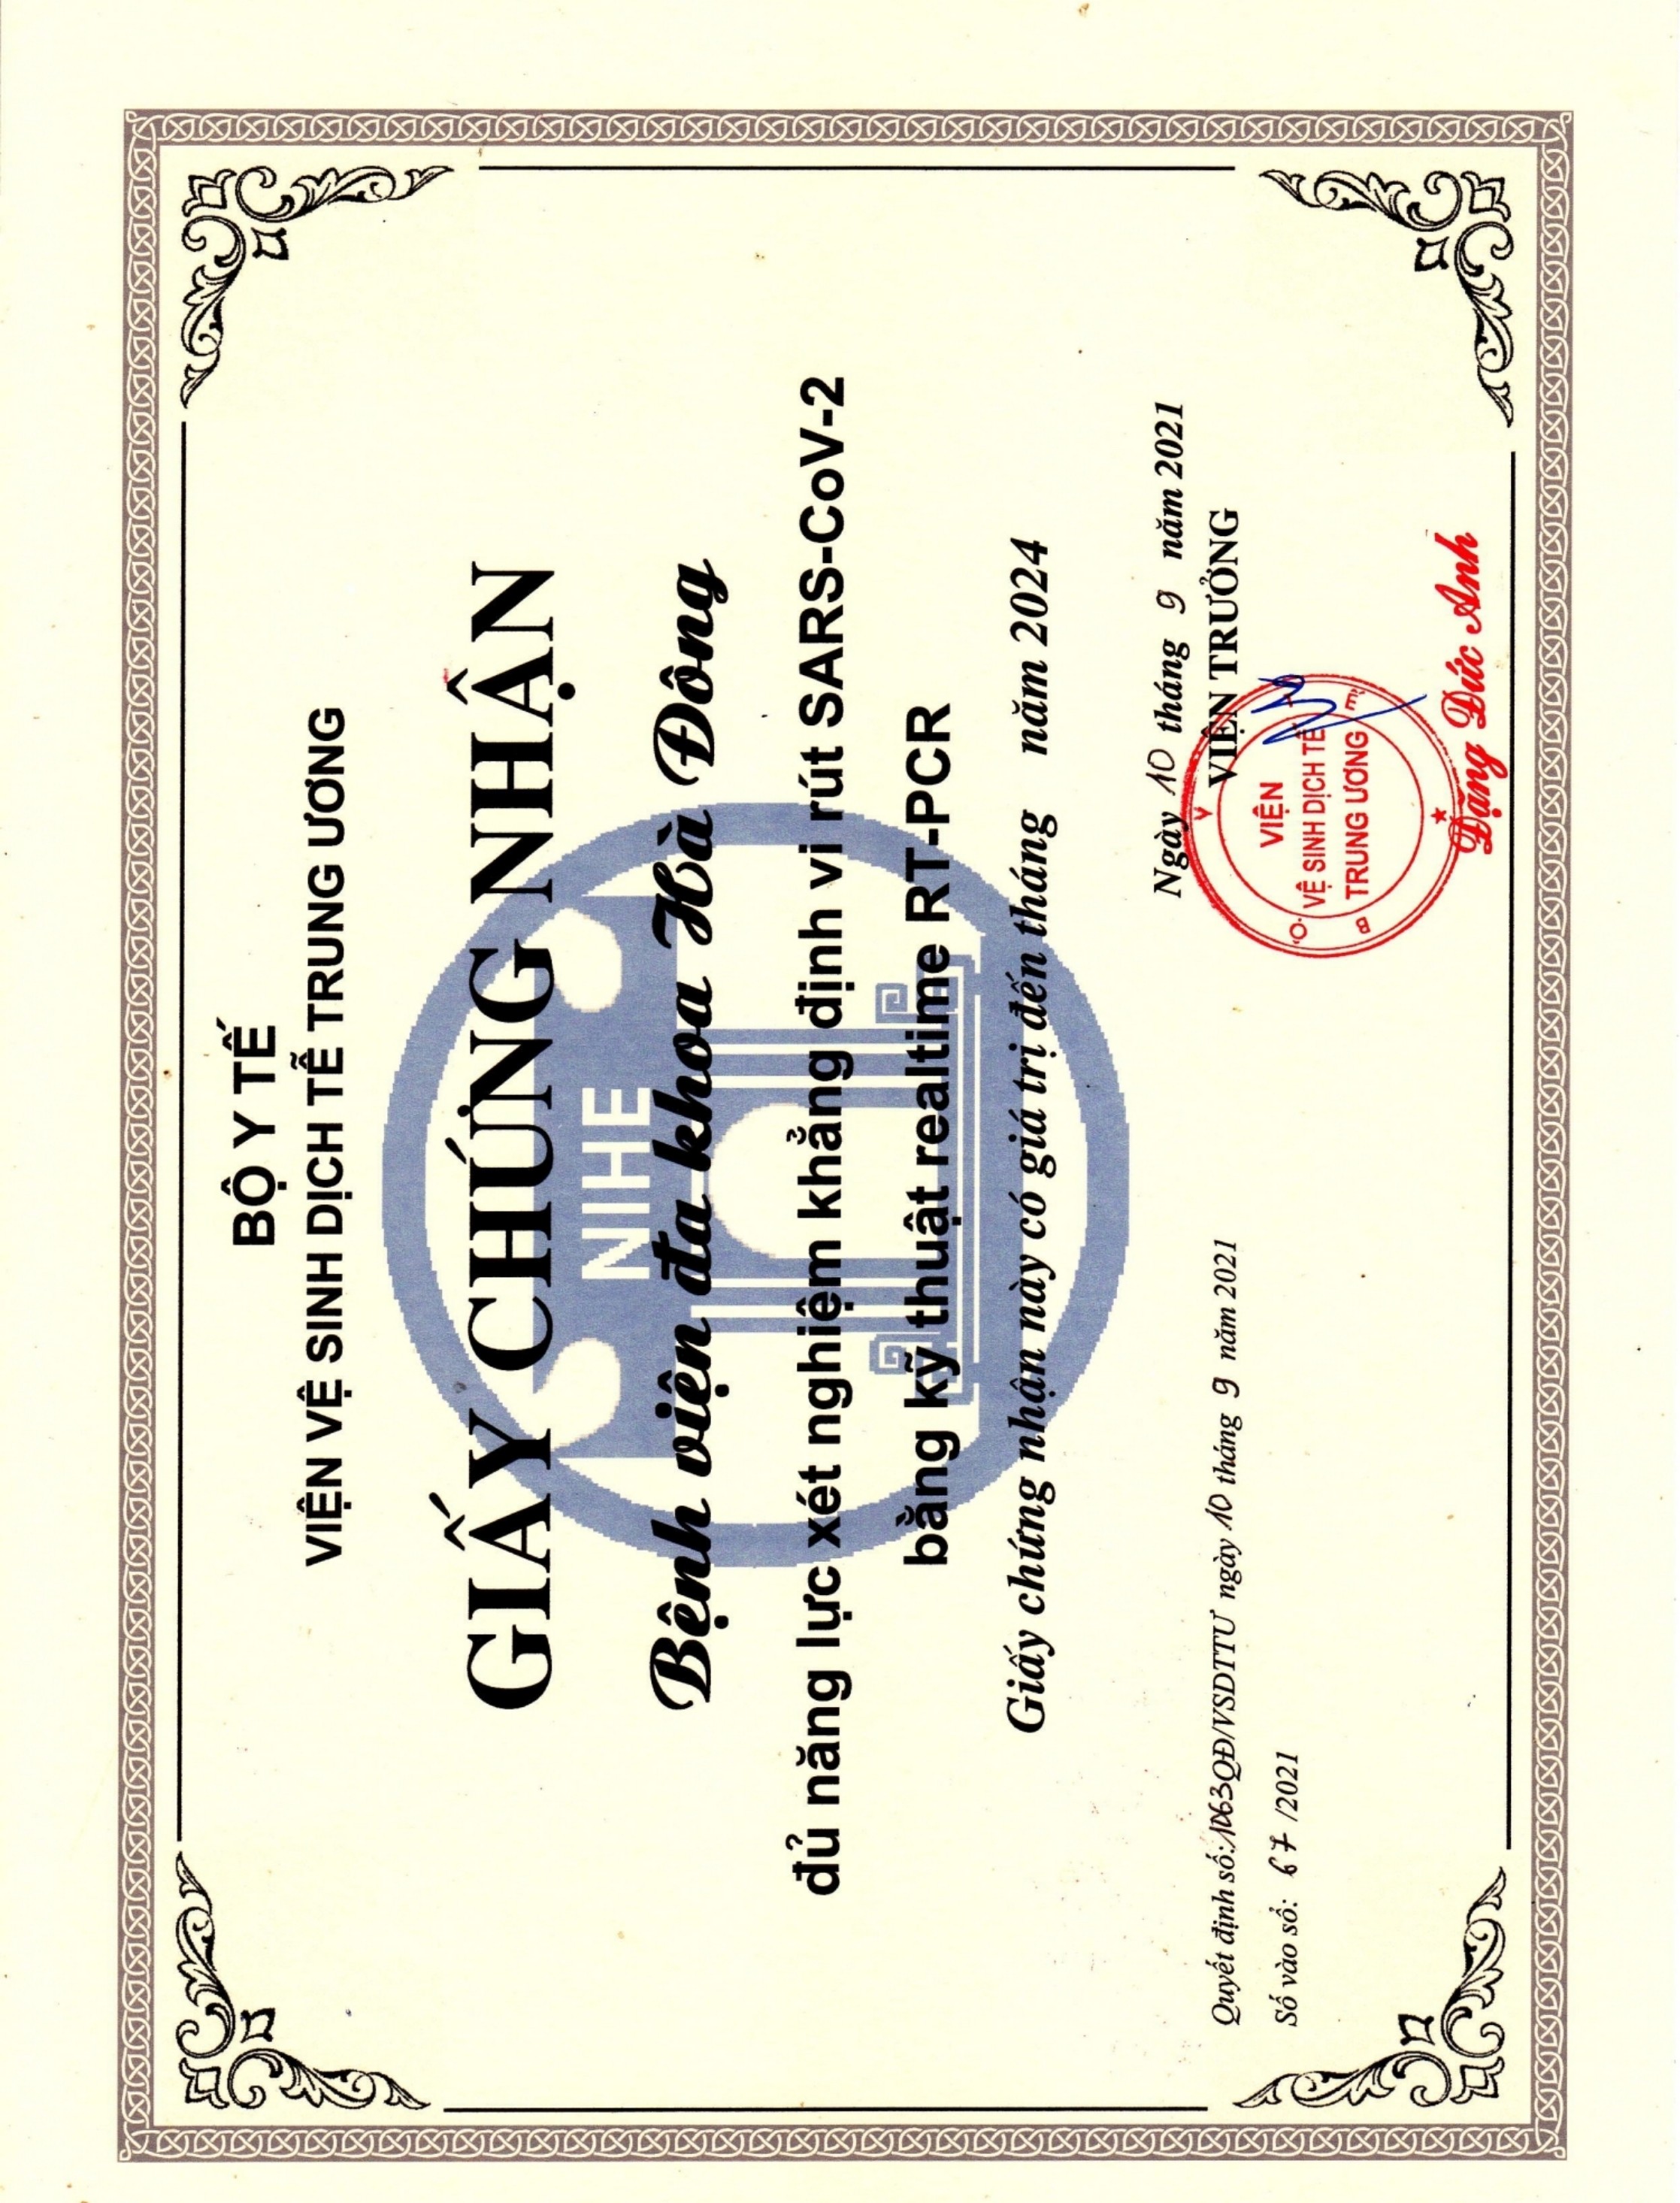 BỘ Y TẾ
VIỆN VỆ SINH DỊCH TỄ TRUNG ƯƠNG
GIẤY CHỨNG NHẬN
NIHE
Bệnh viện đa khoa Hà Đông
đủ năng lực xét nghiệm khẳng định vi rút SARS-CoV-2
bằng kỹ thuật realtime RT-PCR
Giấy chứng nhận này có giá trị đến tháng năm 2024
Ngày 10 tháng 9 năm 2021
VIỆN TRƯỞNG
BỘ Y TẾ
VIỆN
VỆ SINH DỊCH TỄ
TRUNG ƯƠNG
Đặng Đức Anh
Quyết định số:1063QĐ/VSDTTƯ ngày 10 tháng 9 năm 2021
Số vào sổ: 67 /2021